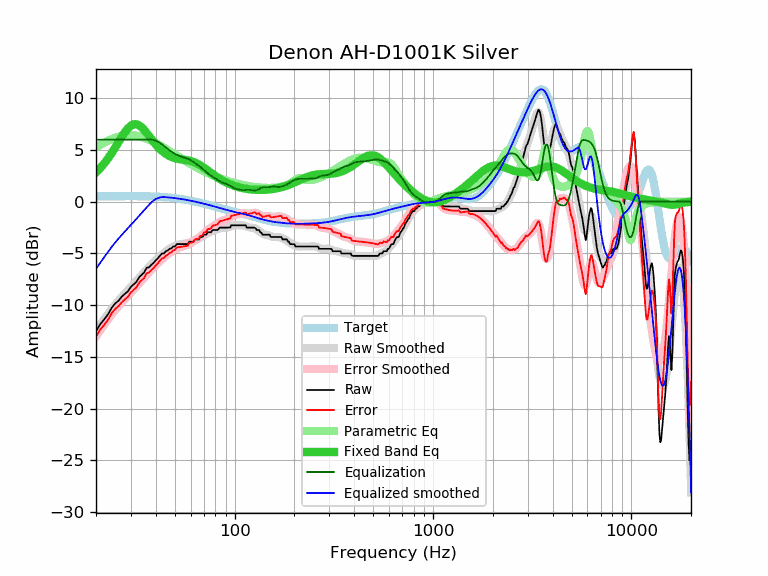 Denon AH-D1001K Silver
Amplitude (dBr)
10
5
0
−5
−10
−15
−20
−25
−30
Target
Raw Smoothed
Error Smoothed
Raw
Error
Parametric Eq
Fixed Band Eq
Equalization
Equalized smoothed
100
1000
10000
Frequency (Hz)